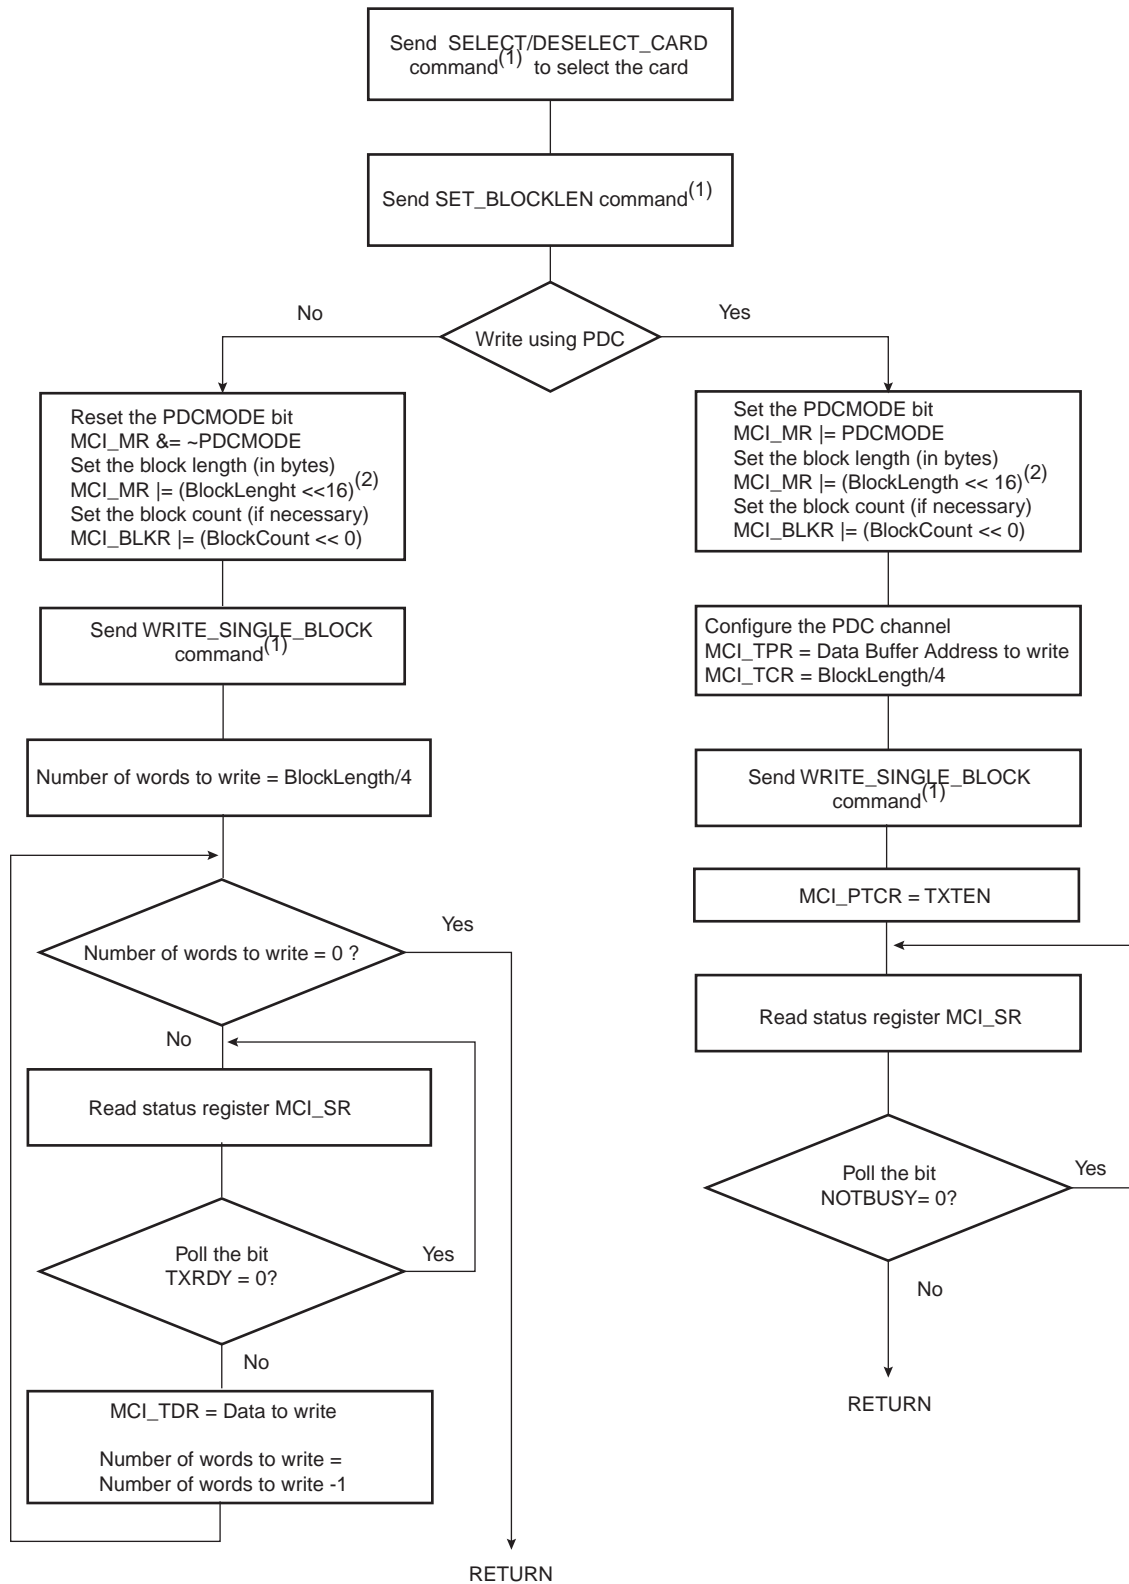 Send SELECT/DESELECT_CARD
command(1) to select the card
Send SET_BLOCKLEN command(1)
No
Yes
Write using PDC
Reset the PDCMODE bit
MCI_MR &= ~PDCMODE
Set the block length (in bytes)
MCI_MR |= (BlockLenght <<16)(2)
Set the block count (if necessary)
MCI_BLKR |= (BlockCount << 0)
Send WRITE_SINGLE_BLOCK
command(1)
Number of words to write = BlockLength/4
Number of words to write = 0 ?
Yes
No
Read status register MCI_SR
Poll the bit
TXRDY = 0?
Yes
No
MCI_TDR = Data to write
Number of words to write =
Number of words to write -1
RETURN
Set the PDCMODE bit
MCI_MR |= PDCMODE
Set the block length (in bytes)
MCI_MR |= (BlockLength << 16)(2)
Set the block count (if necessary)
MCI_BLKR |= (BlockCount << 0)
Configure the PDC channel
MCI_TPR = Data Buffer Address to write
MCI_TCR = BlockLength/4
Send WRITE_SINGLE_BLOCK
command(1)
MCI_PTCR = TXTEN
Read status register MCI_SR
Poll the bit
NOTBUSY= 0?
Yes
No
RETURN